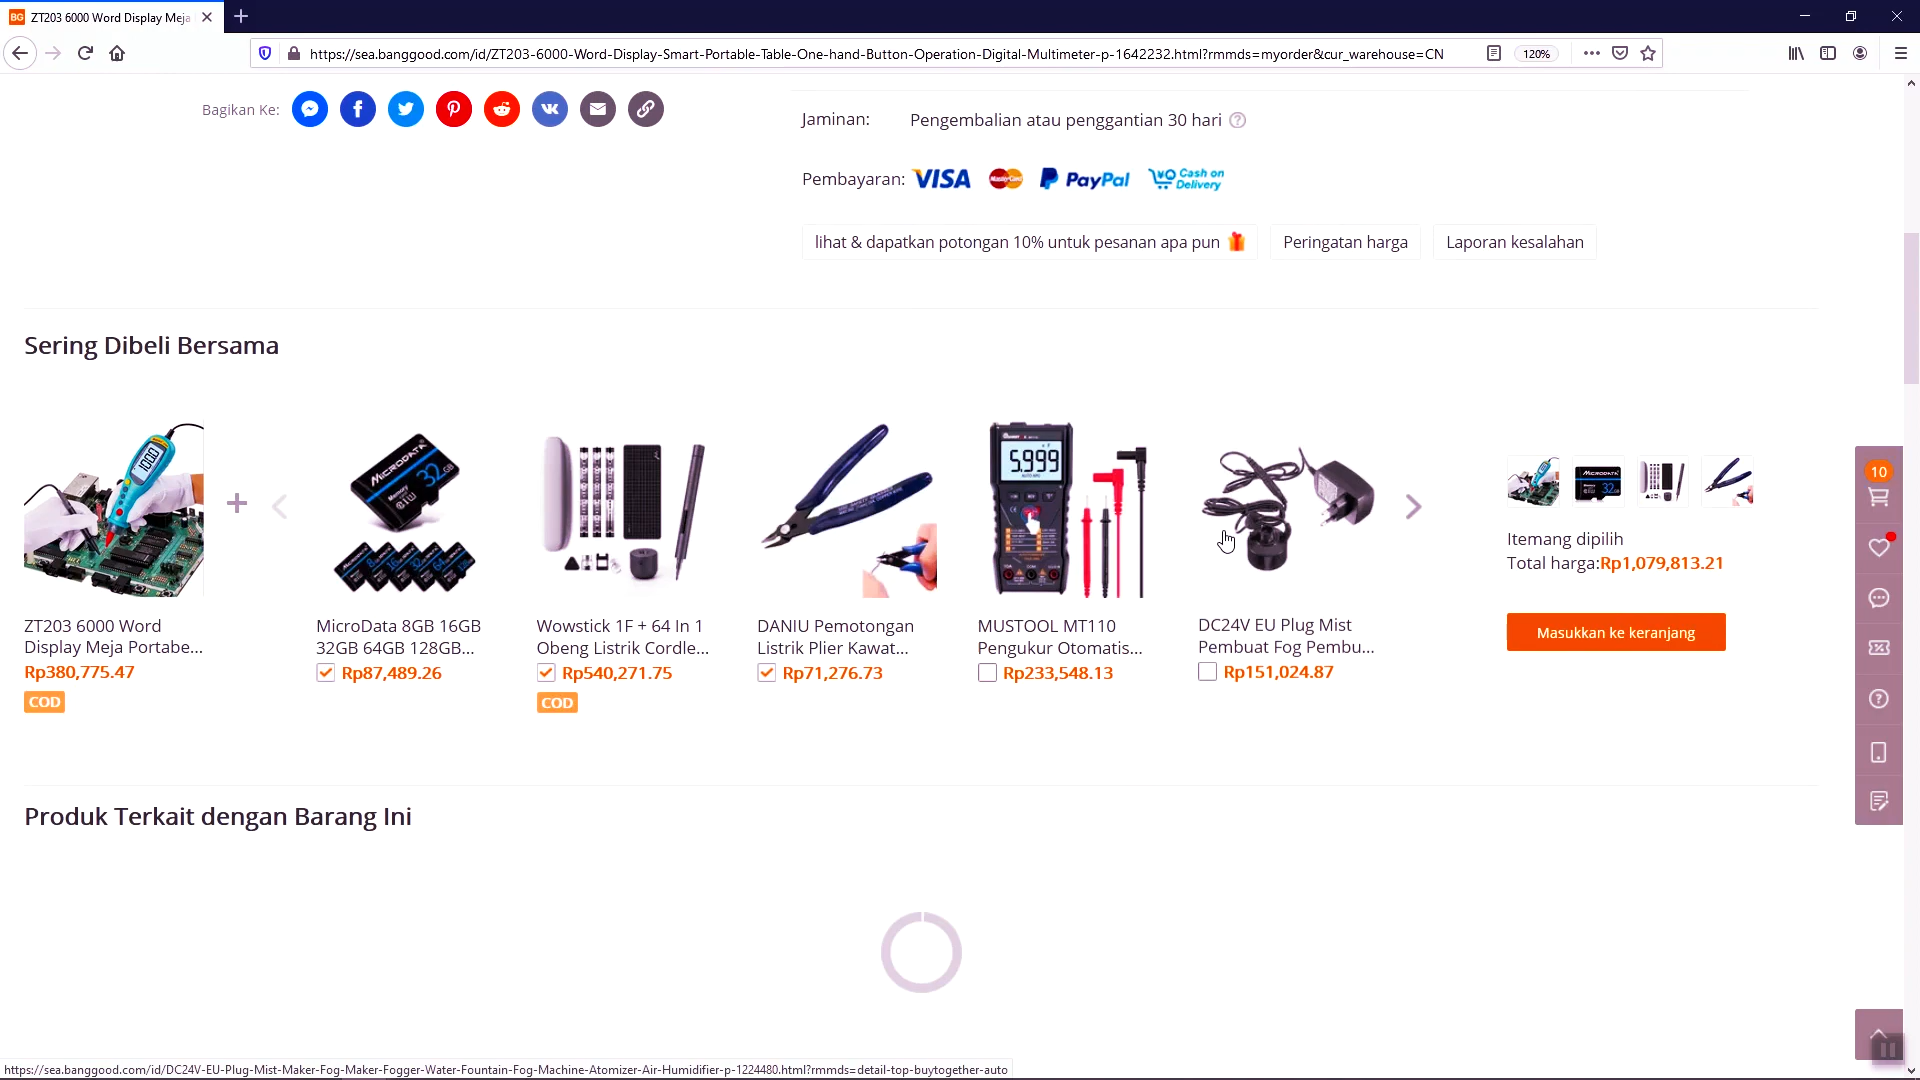 ZT203 6000 Word Display Meja
https://sea.banggood.com/id/ZT203-6000-Word-Display-Smart-Portable-Table-One-hand-Button-Operation-Digital-Multimeter-p-1642232.html?rmmds=myorder&cur_warehouse=CN
120%
Bagikan Ke:
Jaminan: Pengembalian atau penggantian 30 hari
Pembayaran: VISA MasterCard PayPal Cash on Delivery
lihat & dapatkan potongan 10% untuk pesanan apa pun
Peringatan harga
Laporan kesalahan
Sering Dibeli Bersama
ZT203 6000 Word
Display Meja Portabe...
Rp380,775.47
COD
MicroData 8GB 16GB
32GB 64GB 128GB...
Rp87,489.26
Wowstick 1F + 64 In 1
Obeng Listrik Cordle...
Rp540,271.75
COD
DANIU Pemotongan
Listrik Plier Kawat...
Rp71,276.73
MUSTOOL MT110
Pengukur Otomatis...
Rp233,548.13
DC24V EU Plug Mist
Pembuat Fog Pembu...
Rp151,024.87
Itemang dipilih
Total harga:Rp1,079,813.21
Masukkan ke keranjang
10
Produk Terkait dengan Barang Ini
https://sea.banggood.com/id/DC24V-EU-Plug-Mist-Maker-Fog-Maker-Fogger-Water-Fountain-Fog-Machine-Atomizer-Air-Humidifier-p-1224480.html?rmmds=detail-top-buytogether-auto